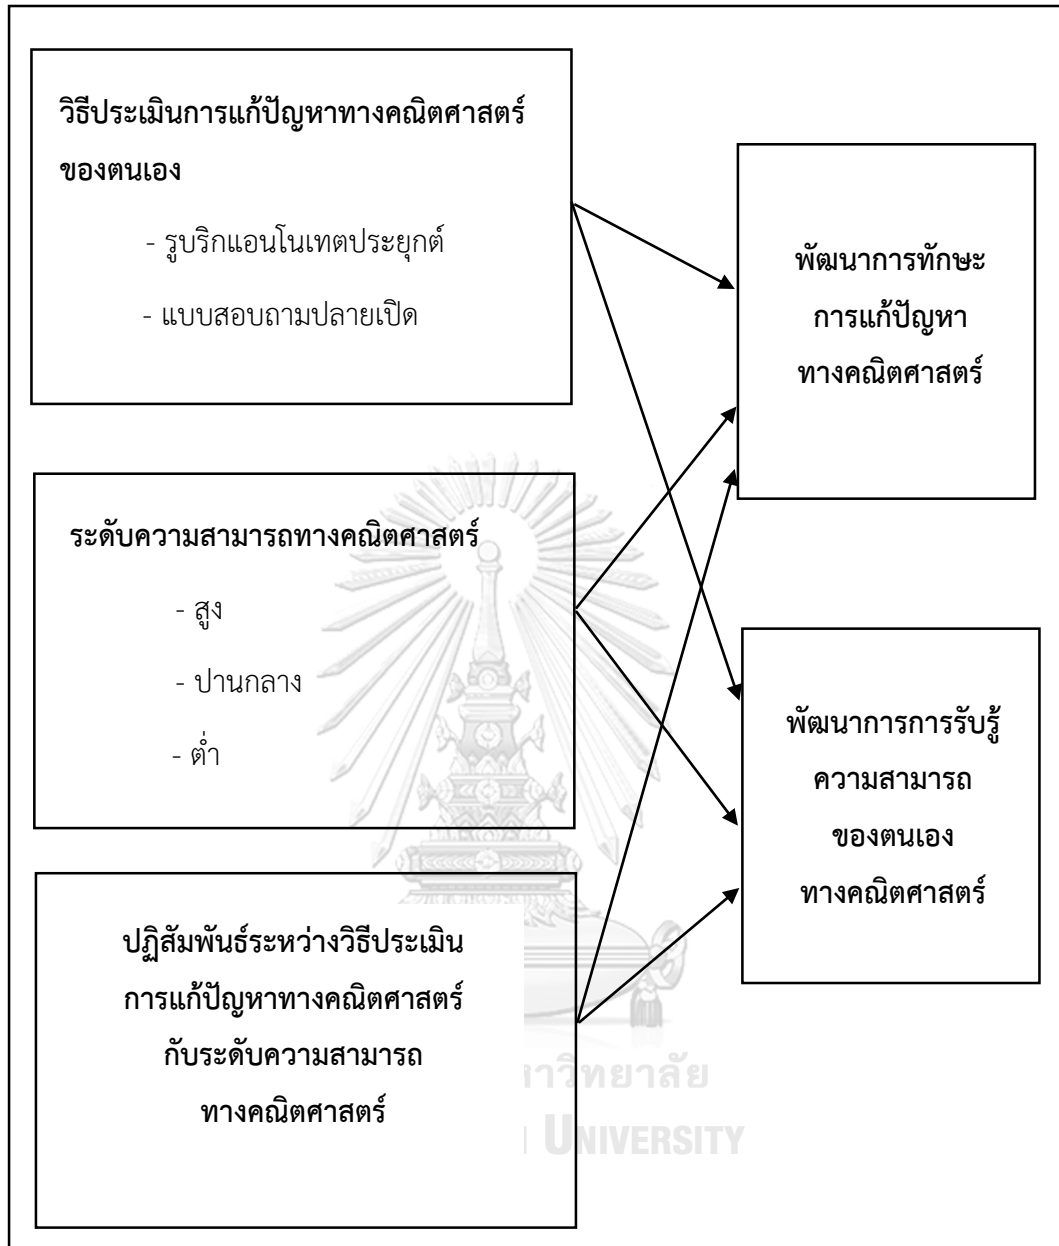 วิธีประเมินการแก้ปัญหาทางคณิตศาสตร์
ของตนเอง
- รูบริกแอนโนเทตประยุกต์
- แบบสอบถามปลายเปิด
ระดับความสามารถทางคณิตศาสตร์
- สูง
- ปานกลาง
- ต่ำ
ปฏิสัมพันธ์ระหว่างวิธีประเมิน
การแก้ปัญหาทางคณิตศาสตร์
กับระดับความสามารถ
ทางคณิตศาสตร์
พัฒนาการทักษะ
การแก้ปัญหา
ทางคณิตศาสตร์
พัฒนาการการรับรู้
ความสามารถ
ของตนเอง
ทางคณิตศาสตร์
าวิทยาลัย
UNIVERSITY